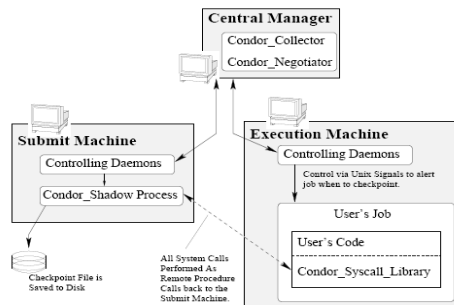 Central Manager
Condor_Collector
Condor_Negotiator
Submit Machine
Controlling Daemons
Condor_Shadow Process
Checkpoint File is
Saved to Disk
All System Calls
Performed As
Remote Procedure
Calls back to the
Submit Machine.
Execution Machine
Controlling Daemons
Control via Unix Signals to alert
job when to checkpoint.
User's Job
User's Code
Condor_Syscall_Library